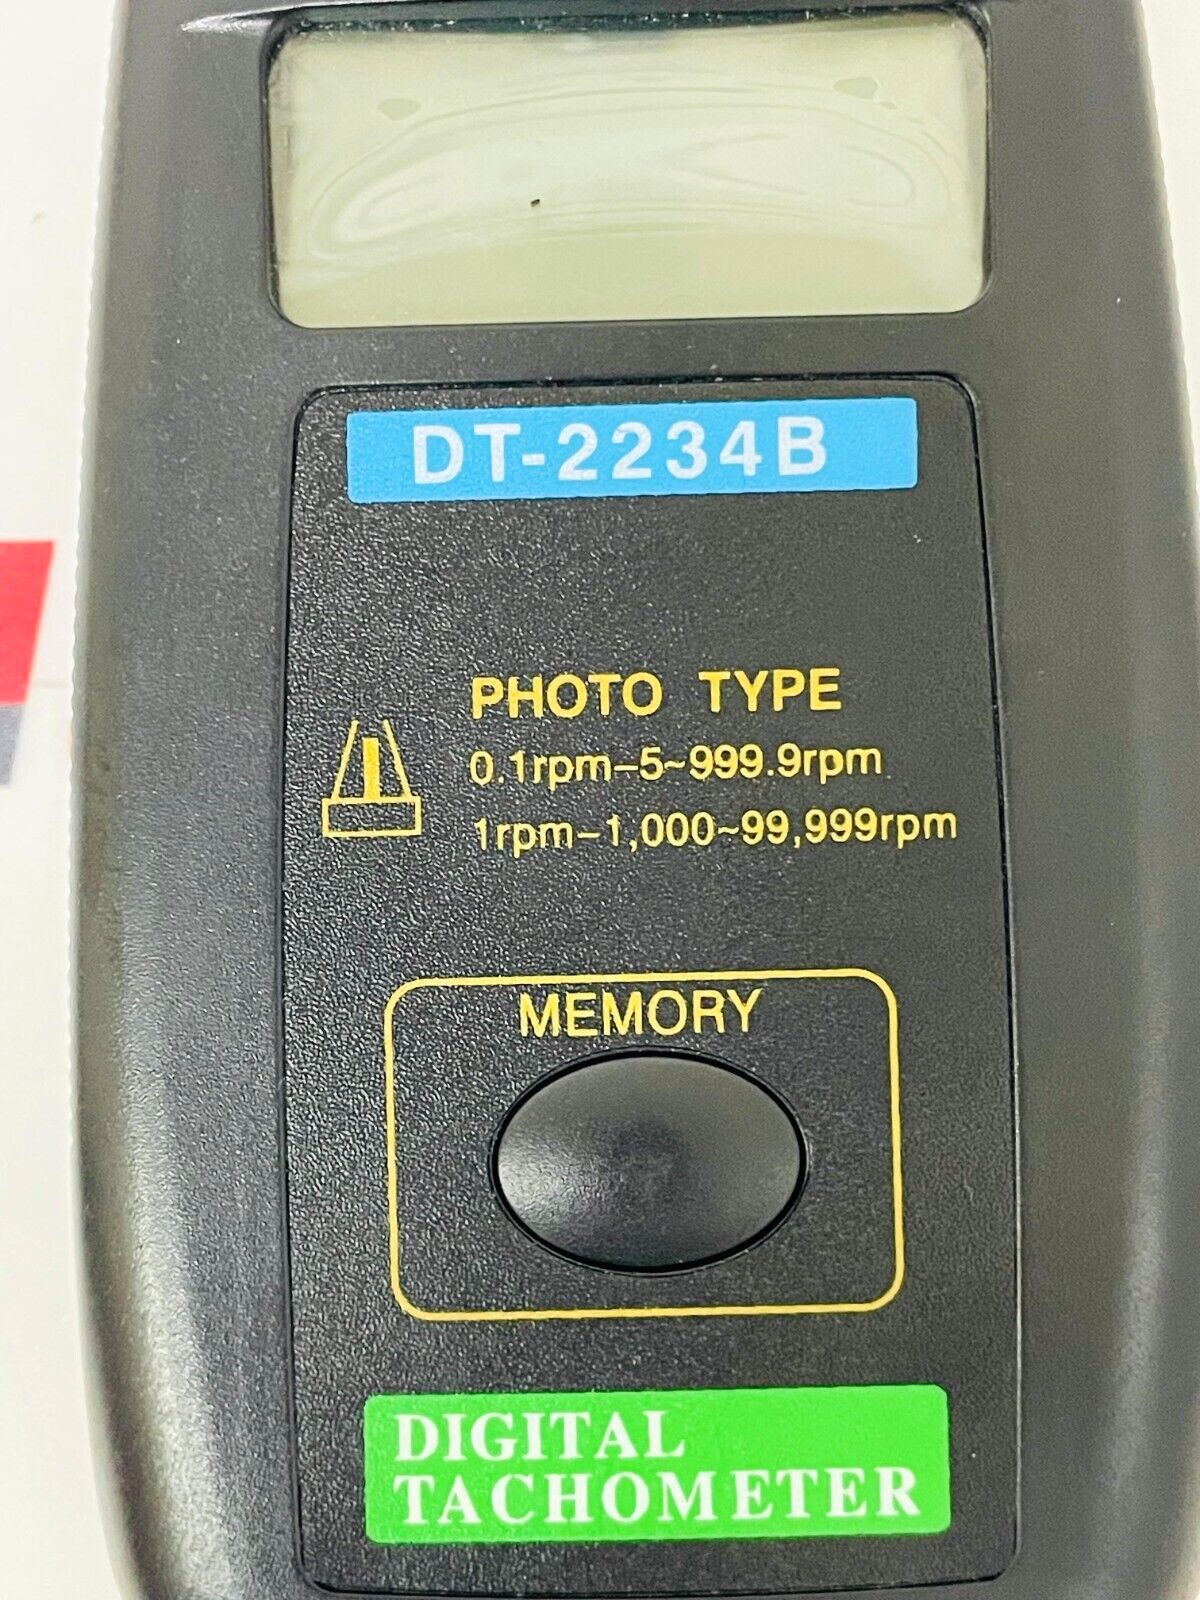 DT-2234B
PHOTO TYPE
0.1rpm-5~999.9rpm
1rpm-1,000~99,999rpm
MEMORY
DIGITAL
TACHOMETER